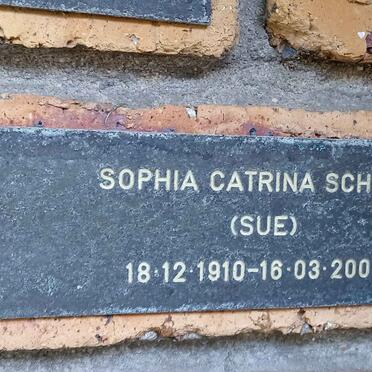 SOPHIA CATRINA SCH
(SUE)
18·12·1910–16·03·200